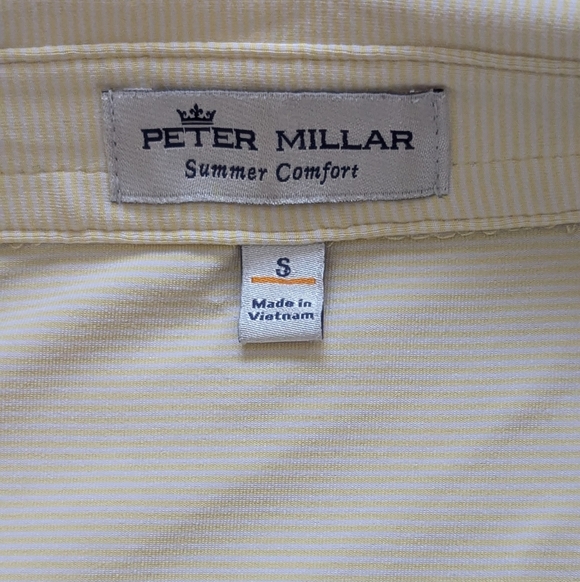 PETER MILLAR
Summer Comfort
S
Made in
Vietnam